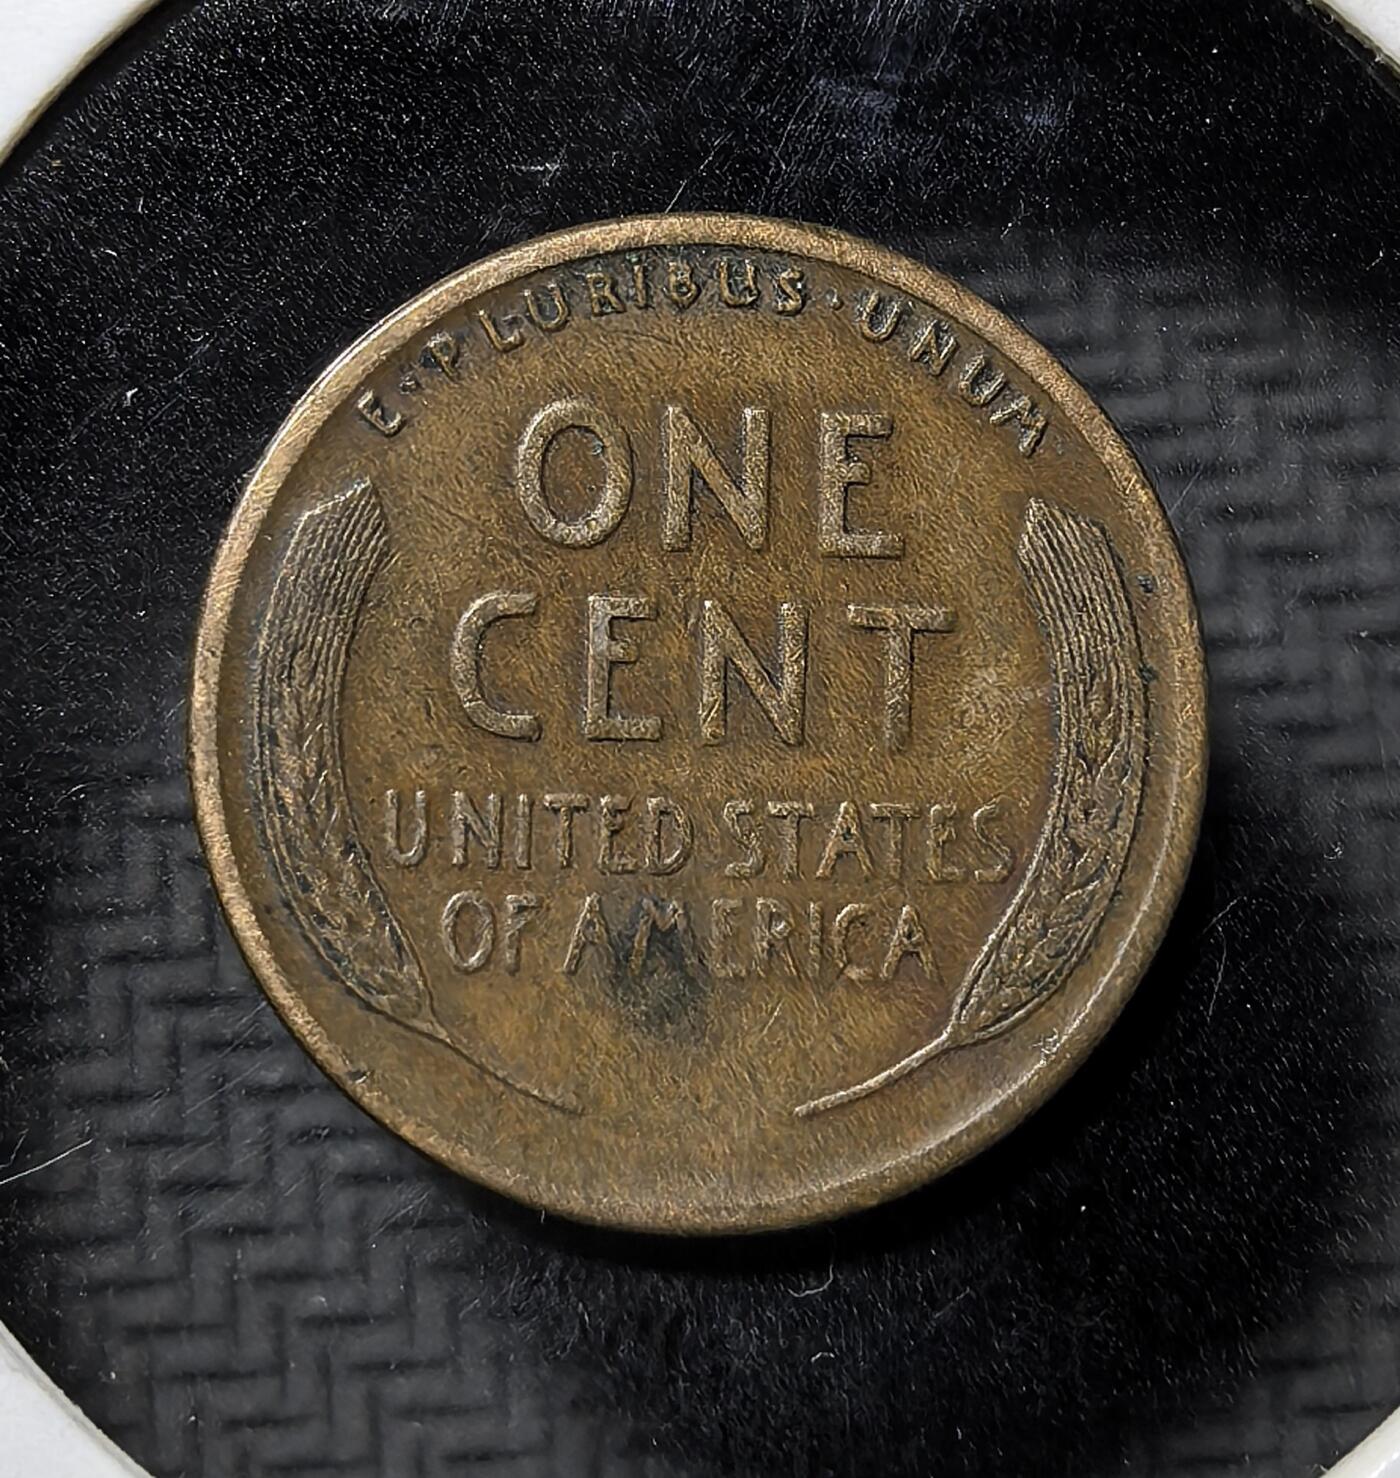 E·PLURIBUS·UNUM
ONE
CENT
UNITED STATES
OF AMERICA